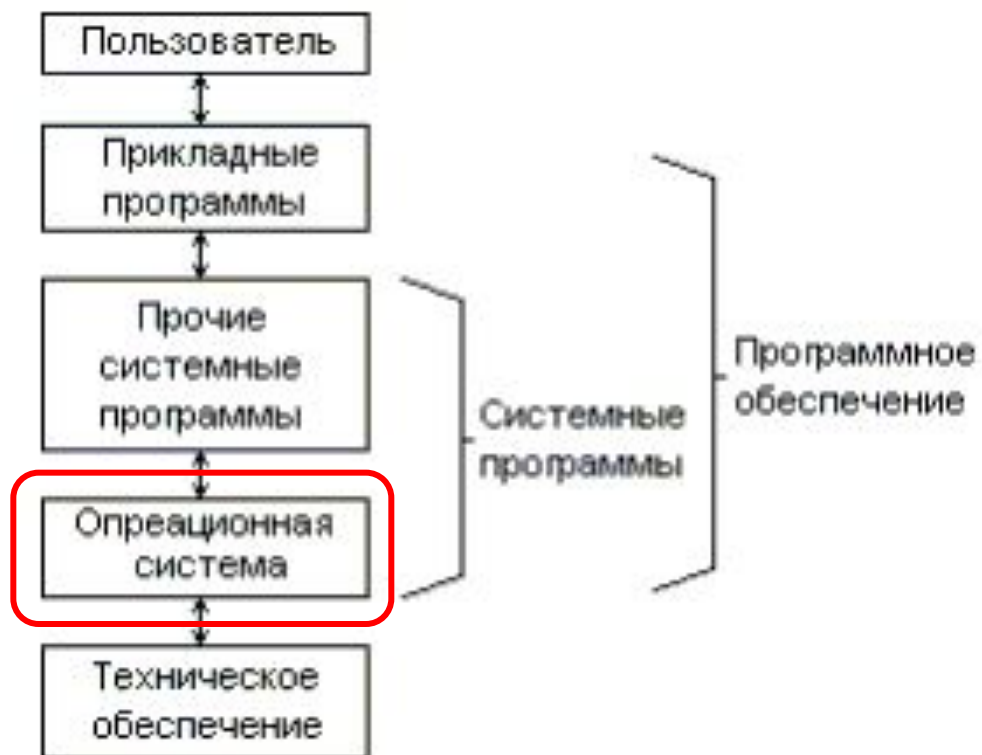 Пользователь
Прикладные
программы
Прочие
системные
программы
Системные
программы
Программное
обеспечение
Опреационная
система
Техническое
обеспечение